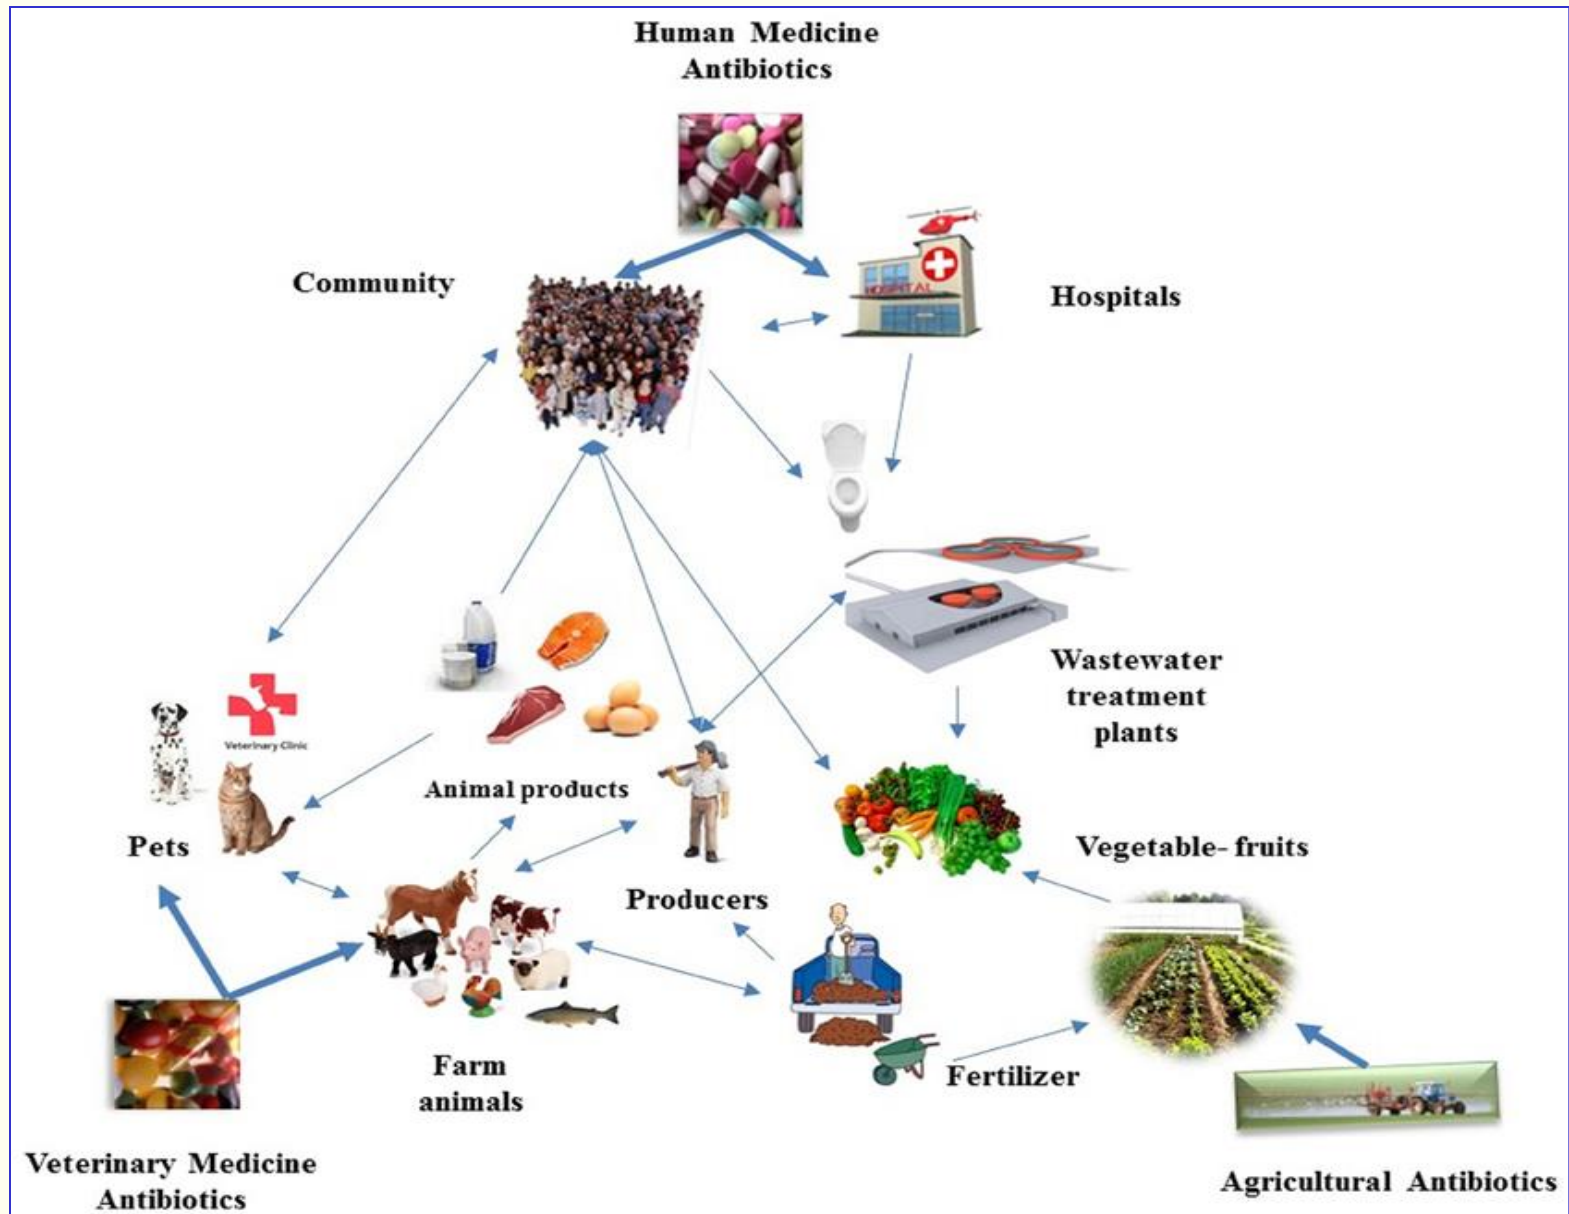 Human Medicine
Antibiotics
Community
HOSPITAL
Hospitals
Wastewater
treatment
plants
Veterinary Clinic
Animal products
Pets
Vegetable- fruits
Producers
Farm
animals
Fertilizer
Veterinary Medicine
Antibiotics
Agricultural Antibiotics